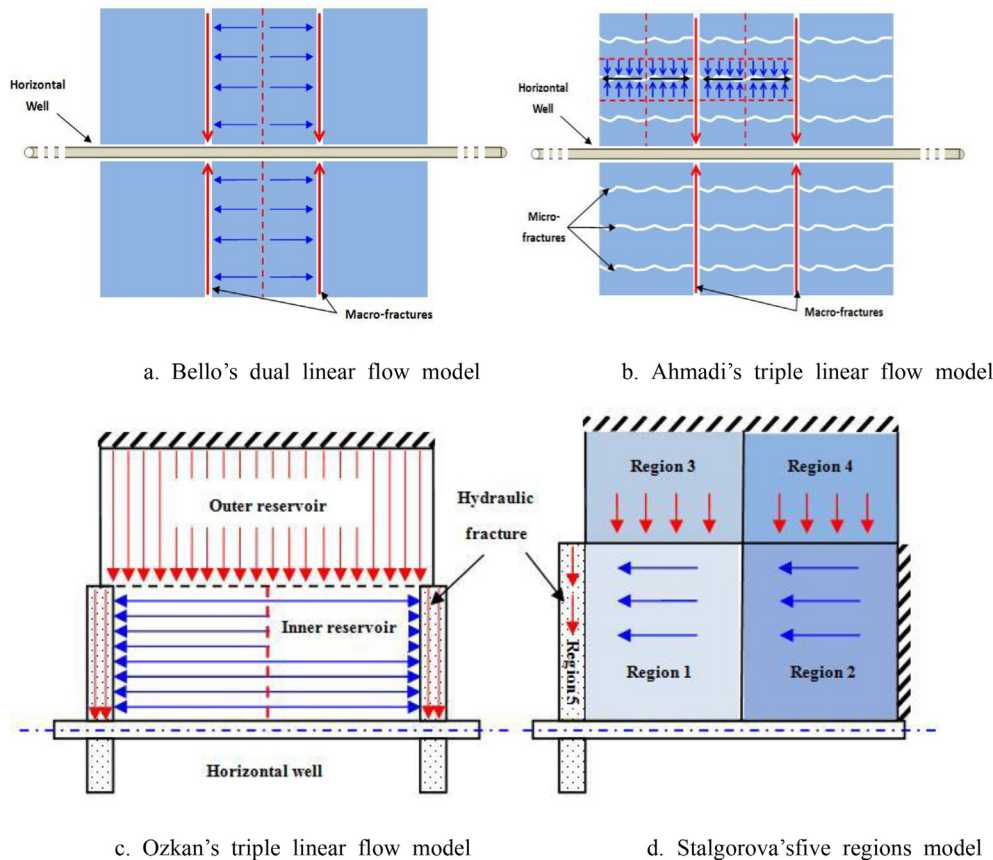 Horizontal
Well
Macro-fractures
a. Bello's dual linear flow model
Horizontal
Well
Micro-
fractures
Macro-fractures
b. Ahmadi's triple linear flow model
Outer reservoir
Inner reservoir
Hydraulic
fracture
Horizontal well
c. Ozkan's triple linear flow model
Region 3
Region 4
Region 5
Region 1
Region 2
d. Stalgorova'sfive regions model